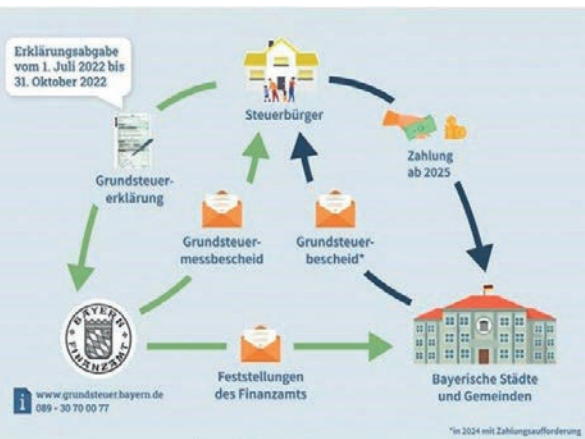 Erklärungsabgabe
vom 1. Juli 2022 bis
31. Oktober 2022
Steuerbürger
Grundsteuer-
erklärung
Zahlung
ab 2025
Grundsteuer-
messbescheid
Grundsteuer-
bescheid*
BAYERN
FINANZAMT
Feststellungen
des Finanzamts
Bayerische Städte
und Gemeinden
i
www.grundsteuer.bayern.de
089 - 30 70 00 77
*in 2024 mit Zahlungsaufforderung